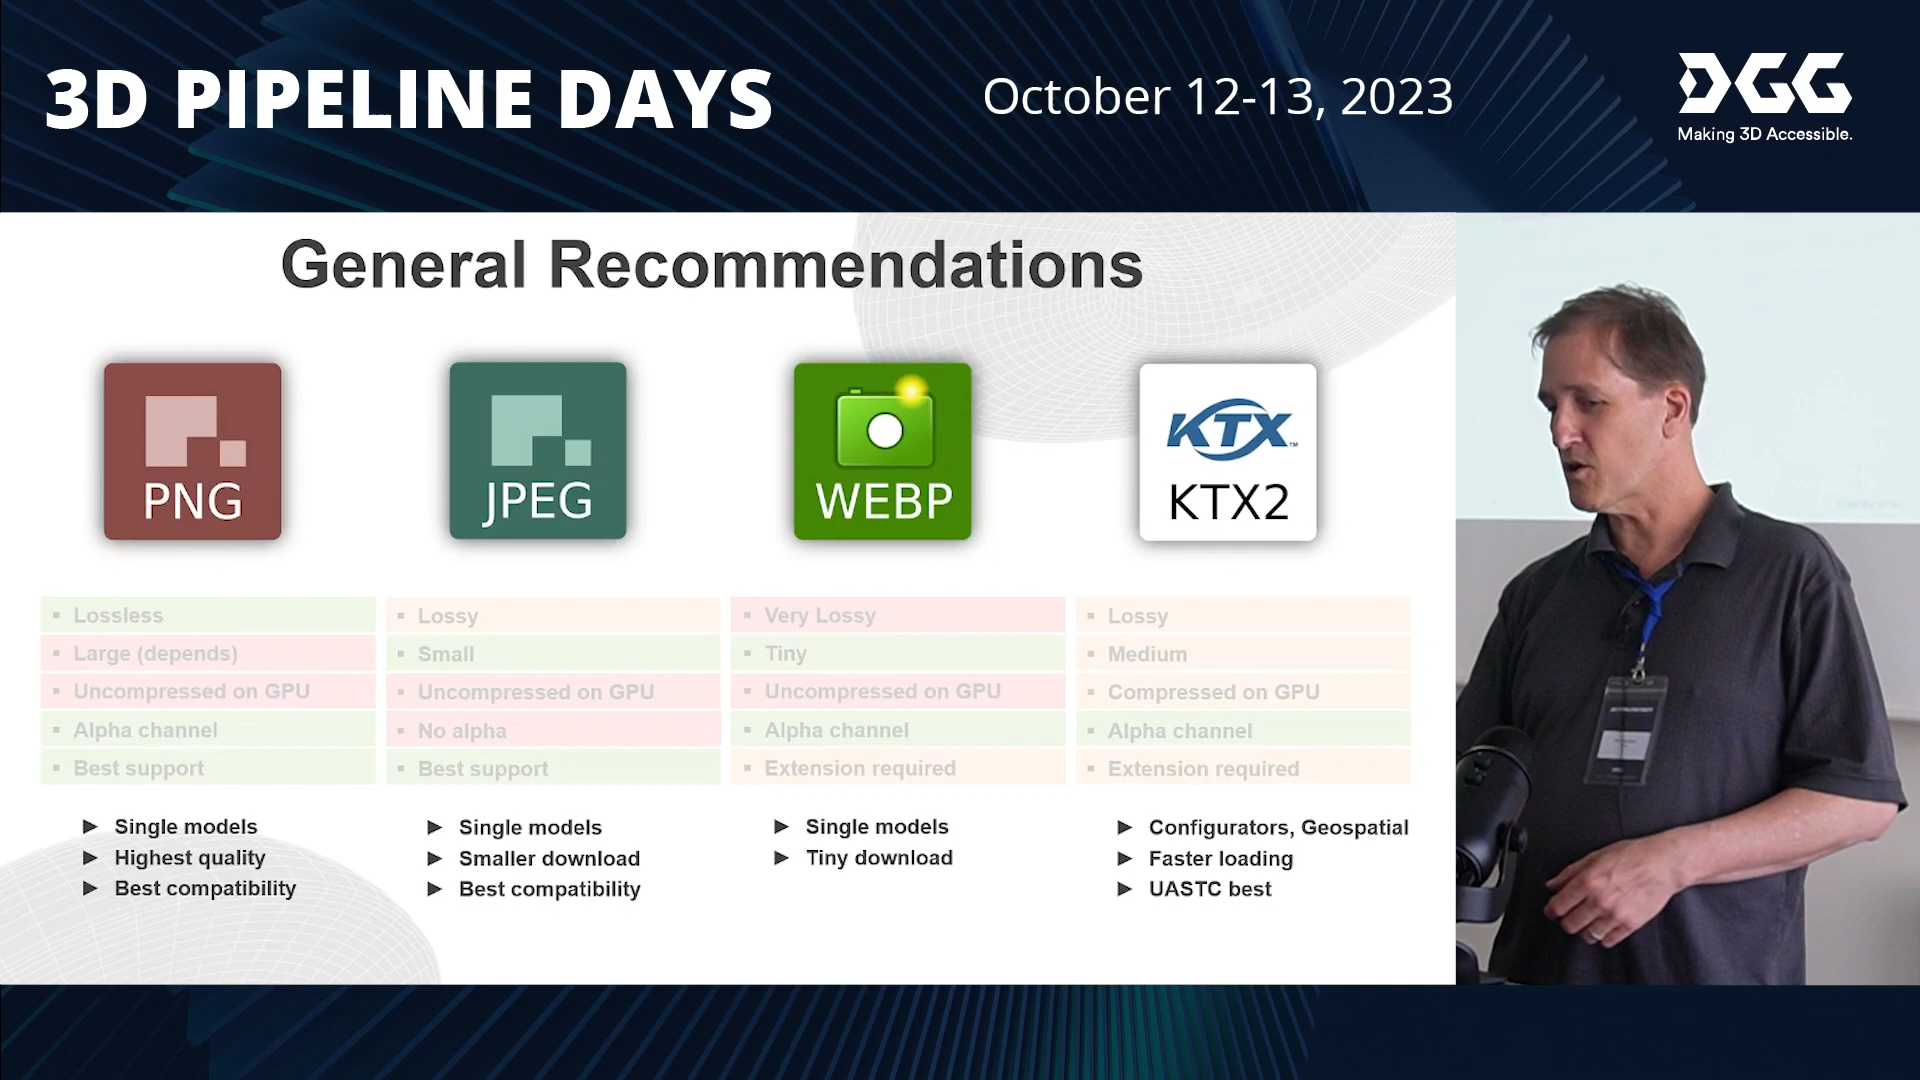 3D PIPELINE DAYS
October 12-13, 2023
DGG
Making 3D Accessible.
General Recommendations
PNG
JPEG
WEBP
KTX™
KTX2
▪ Lossless
▪ Large (depends)
▪ Uncompressed on GPU
▪ Alpha channel
▪ Best support
▪ Lossy
▪ Small
▪ Uncompressed on GPU
▪ No alpha
▪ Best support
▪ Very Lossy
▪ Tiny
▪ Uncompressed on GPU
▪ Alpha channel
▪ Extension required
▪ Lossy
▪ Medium
▪ Compressed on GPU
▪ Alpha channel
▪ Extension required
► Single models
► Highest quality
► Best compatibility
► Single models
► Smaller download
► Best compatibility
► Single models
► Tiny download
► Configurators, Geospatial
► Faster loading
► UASTC best